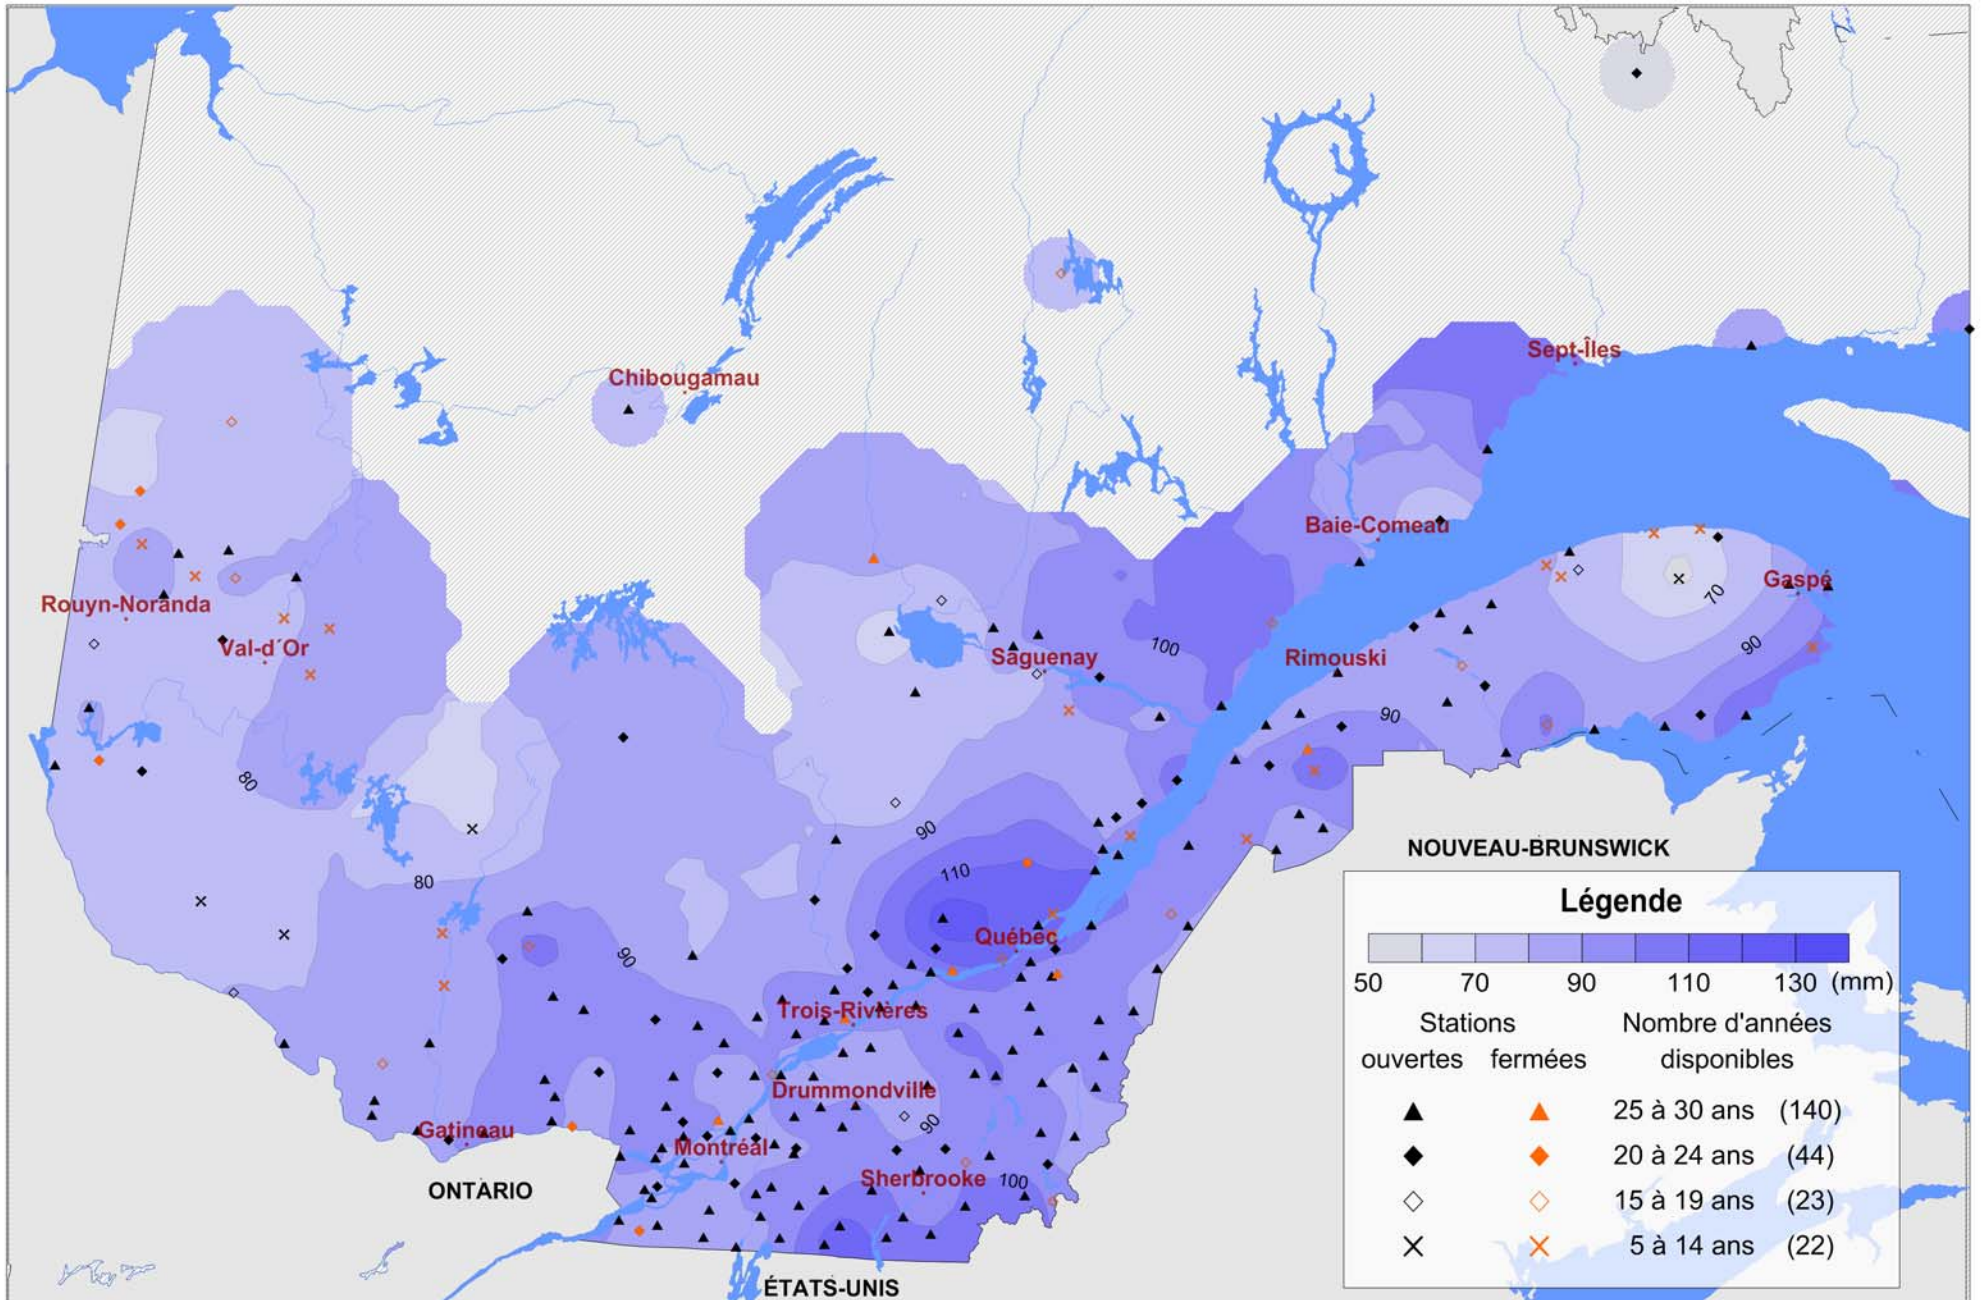 Sept-Îles
Chibougamau
Baie-Comeau
Gaspé
70
Rouyn-Noranda
Val-d´Or
100
90
Saguenay
Rimouski
90
80
90
NOUVEAU-BRUNSWICK
80
110
Québec
90
Trois-Rivières
Drummondville
90
Gatineau
Montréal
Sherbrooke
100
ONTARIO
ÉTATS-UNIS
Légende
50 70 90 110 130 (mm)
Stations Nombre d'années
ouvertes fermées disponibles
25 à 30 ans (140)
20 à 24 ans (44)
15 à 19 ans (23)
5 à 14 ans (22)